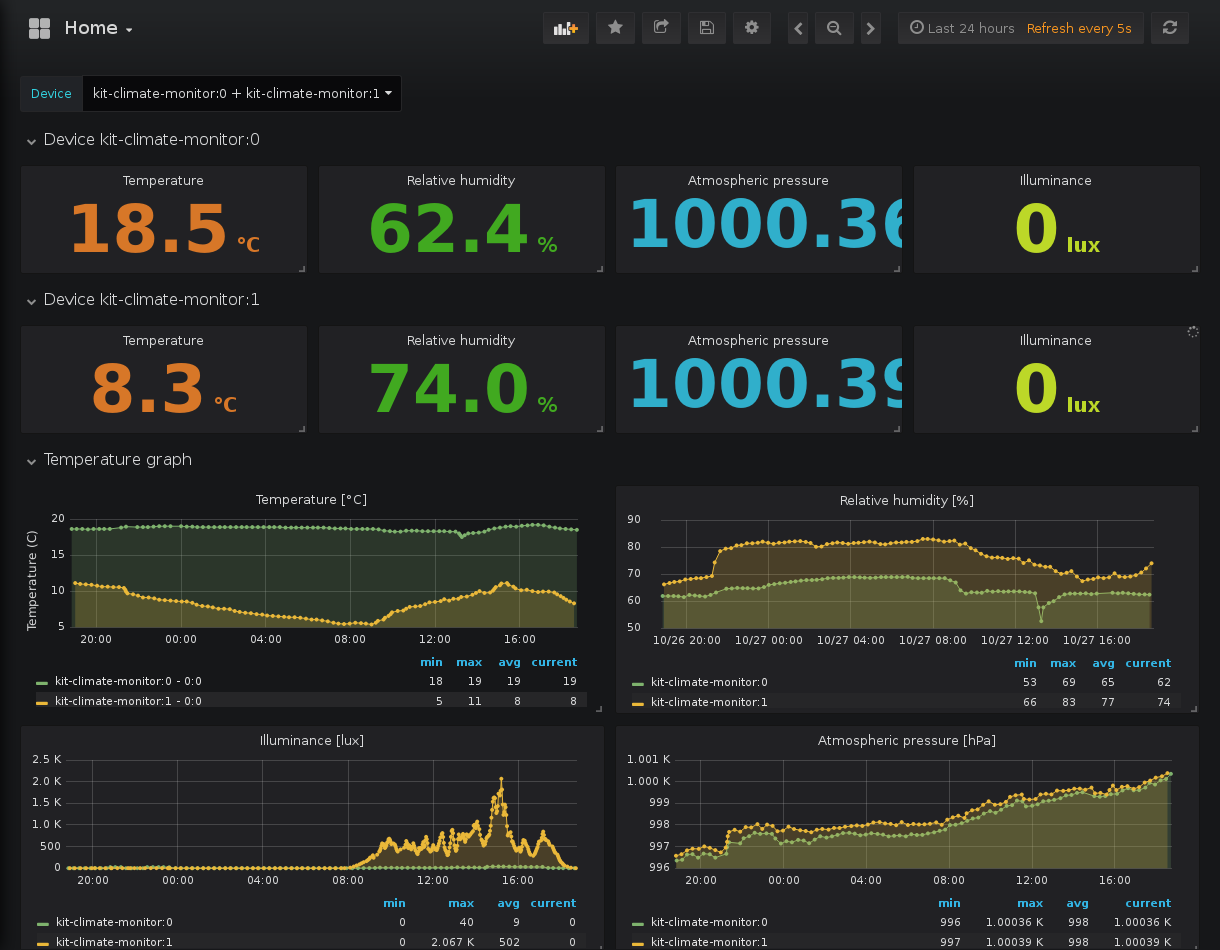 Home
Last 24 hours Refresh every 5s
Device kit-climate-monitor:0 + kit-climate-monitor:1
Device kit-climate-monitor:0
Temperature Relative humidity Atmospheric pressure Illuminance
18.5 °C 62.4 % 1000.36 0 lux
Device kit-climate-monitor:1
Temperature Relative humidity Atmospheric pressure Illuminance
8.3 °C 74.0 % 1000.39 0 lux
Temperature graph
Temperature [°C]
Temperature (C)
20
15
10
5
20:00 00:00 04:00 08:00 12:00 16:00
min max avg current
kit-climate-monitor:0 - 0:0 18 19 19 19
kit-climate-monitor:1 - 0:0 5 11 8 8
Relative humidity [%]
90
80
70
60
50
10/26 20:00 10/27 00:00 10/27 04:00 10/27 08:00 10/27 12:00 10/27 16:00
min max avg current
kit-climate-monitor:0 53 69 65 62
kit-climate-monitor:1 66 83 77 74
Illuminance [lux]
2.5 K
2.0 K
1.5 K
1.0 K
500
0
20:00 00:00 04:00 08:00 12:00 16:00
min max avg current
kit-climate-monitor:0 0 40 9 0
kit-climate-monitor:1 0 2.067 K 502 0
Atmospheric pressure [hPa]
1.001 K
1.000 K
999
998
997
996
20:00 00:00 04:00 08:00 12:00 16:00
min max avg current
kit-climate-monitor:0 996 1.00036 K 998 1.00036 K
kit-climate-monitor:1 997 1.00039 K 998 1.00039 K